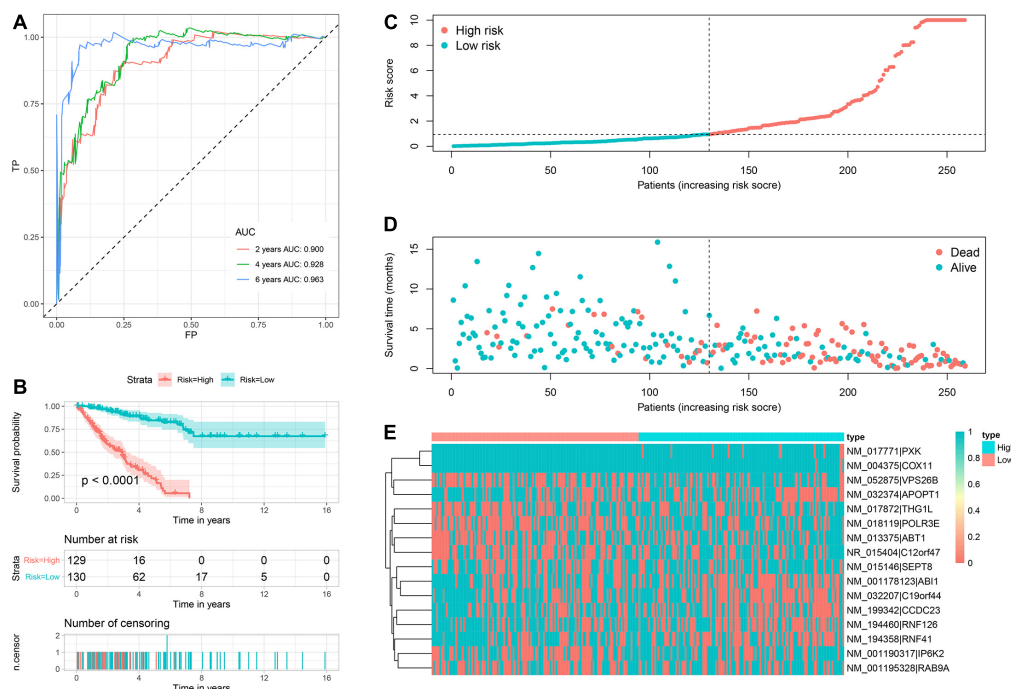 A
TP
1.00
0.75
0.50
0.25
0.00
AUC
2 years AUC: 0.900
4 years AUC: 0.928
6 years AUC: 0.963
0.00 0.25 0.50 0.75 1.00
FP
B
Strata Risk=High Risk=Low
Survival probability
1.00
0.75
0.50
0.25
0.00
p < 0.0001
0 4 8 12 16
Time in years
Number at risk
Strata
Risk=High 129 16 0 0 0
Risk=Low 130 62 17 5 0
0 4 8 12 16
Time in years
Number of censoring
n.censor
2
1
0
0 4 8 12 16
Time in years
C
High risk
Low risk
Risk score
10
8
6
4
2
0
0 50 100 150 200 250
Patients (increasing risk socre)
D
Dead
Alive
Survival time (months)
15
10
5
0
0 50 100 150 200 250
Patients (increasing risk socre)
E
type
NM_017771|PXK
NM_004375|COX11
NM_052875|VPS26B
NM_032374|APOPT1
NM_017872|THG1L
NM_018119|POLR3E
NM_013375|ABT1
NR_015404|C12orf47
NM_015146|SEPT8
NM_001178123|ABI1
NM_032207|C19orf44
NM_199342|CCDC23
NM_194460|RNF126
NM_194358|RNF41
NM_001190317|IP6K2
NM_001195328|RAB9A
1
0.8
0.6
0.4
0.2
0
type
High
Low